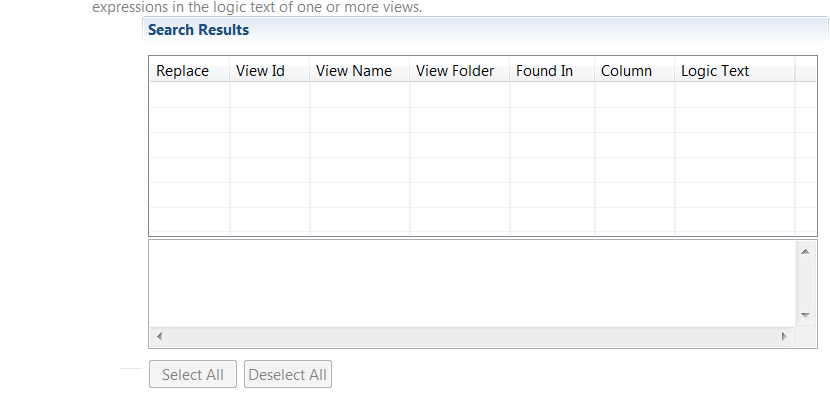 expressions in the logic text of one or more views.
Search Results
Replace View Id View Name View Folder Found In Column Logic Text
Select All Deselect All